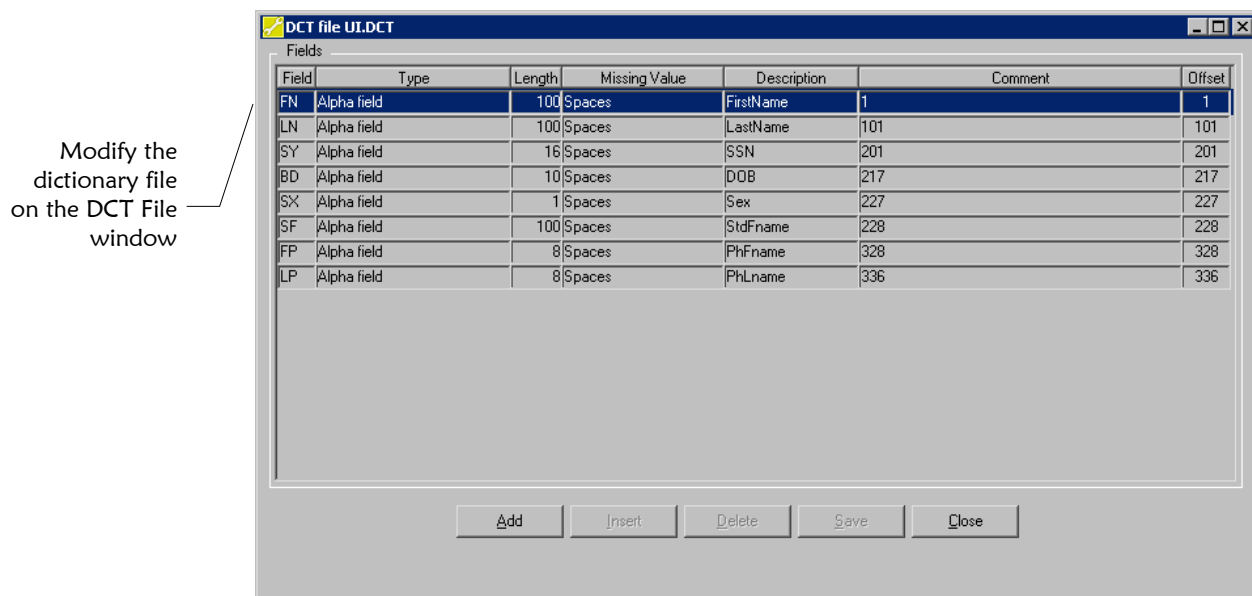 DCT file UI.DCT
Fields
Field Type Length Missing Value Description Comment Offset
FN Alpha field 100 Spaces FirstName 1 1
LN Alpha field 100 Spaces LastName 101 101
SY Alpha field 16 Spaces SSN 201 201
BD Alpha field 10 Spaces DOB 217 217
SX Alpha field 1 Spaces Sex 227 227
SF Alpha field 100 Spaces StdFname 228 228
FP Alpha field 8 Spaces PhFname 328 328
LP Alpha field 8 Spaces PhLname 336 336
Modify the
dictionary file
on the DCT File
window
Add Insert Delete Save Close